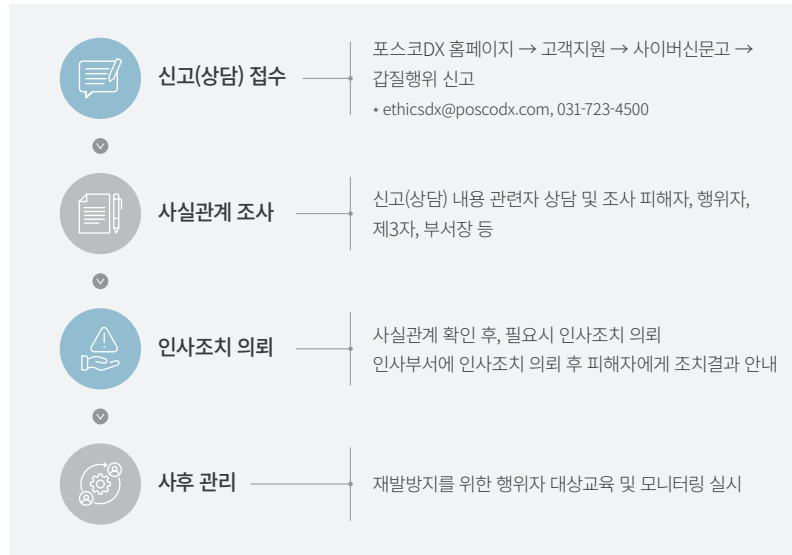 신고(상담) 접수
포스코DX 홈페이지 → 고객지원 → 사이버신문고 →
갑질행위 신고
* ethicsdx@poscodx.com, 031-723-4500
사실관계 조사
신고(상담) 내용 관련자 상담 및 조사 피해자, 행위자,
제3자, 부서장 등
인사조치 의뢰
사실관계 확인 후, 필요시 인사조치 의뢰
인사부서에 인사조치 의뢰 후 피해자에게 조치결과 안내
사후 관리
재발방지를 위한 행위자 대상교육 및 모니터링 실시